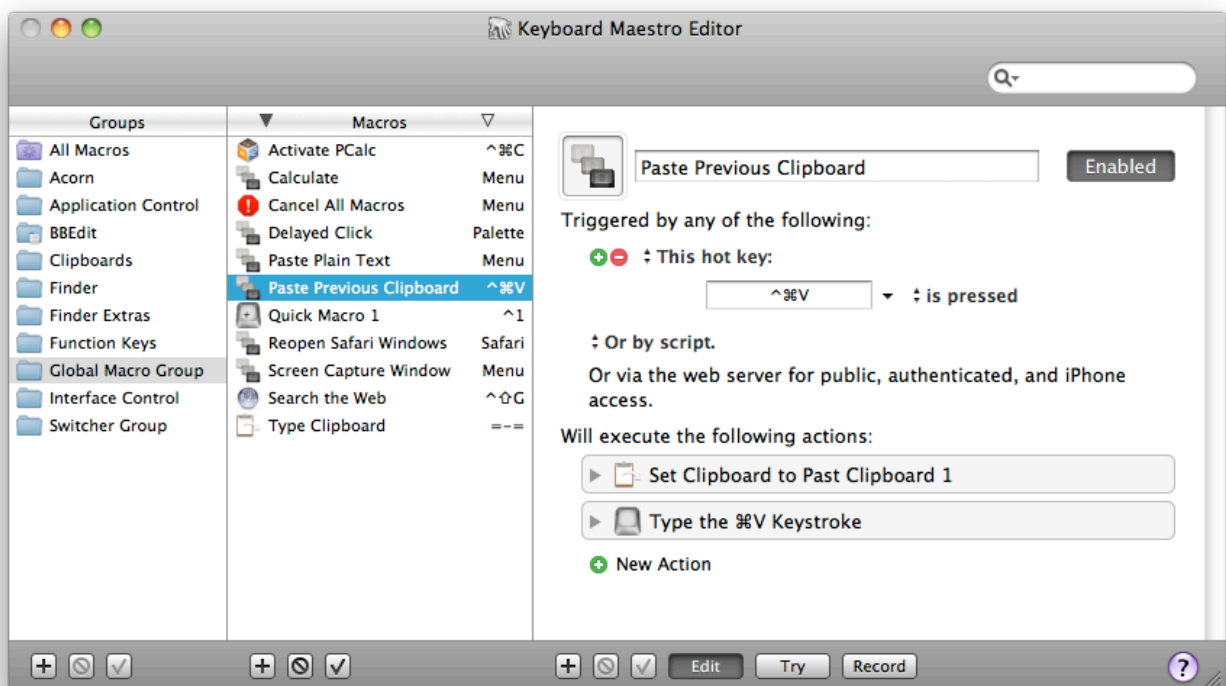 Keyboard Maestro Editor
Groups
All Macros
Acorn
Application Control
BBEdit
Clipboards
Finder
Finder Extras
Function Keys
Global Macro Group
Interface Control
Switcher Group
Macros
Activate PCalc ^⌘C
Calculate Menu
Cancel All Macros Menu
Delayed Click Palette
Paste Plain Text Menu
Paste Previous Clipboard ^⌘V
Quick Macro 1 ^1
Reopen Safari Windows Safari
Screen Capture Window Menu
Search the Web ^⇧G
Type Clipboard =-=
Paste Previous Clipboard Enabled
Triggered by any of the following:
This hot key:
^⌘V is pressed
Or by script.
Or via the web server for public, authenticated, and iPhone
access.
Will execute the following actions:
Set Clipboard to Past Clipboard 1
Type the ⌘V Keystroke
New Action
Edit Try Record ?